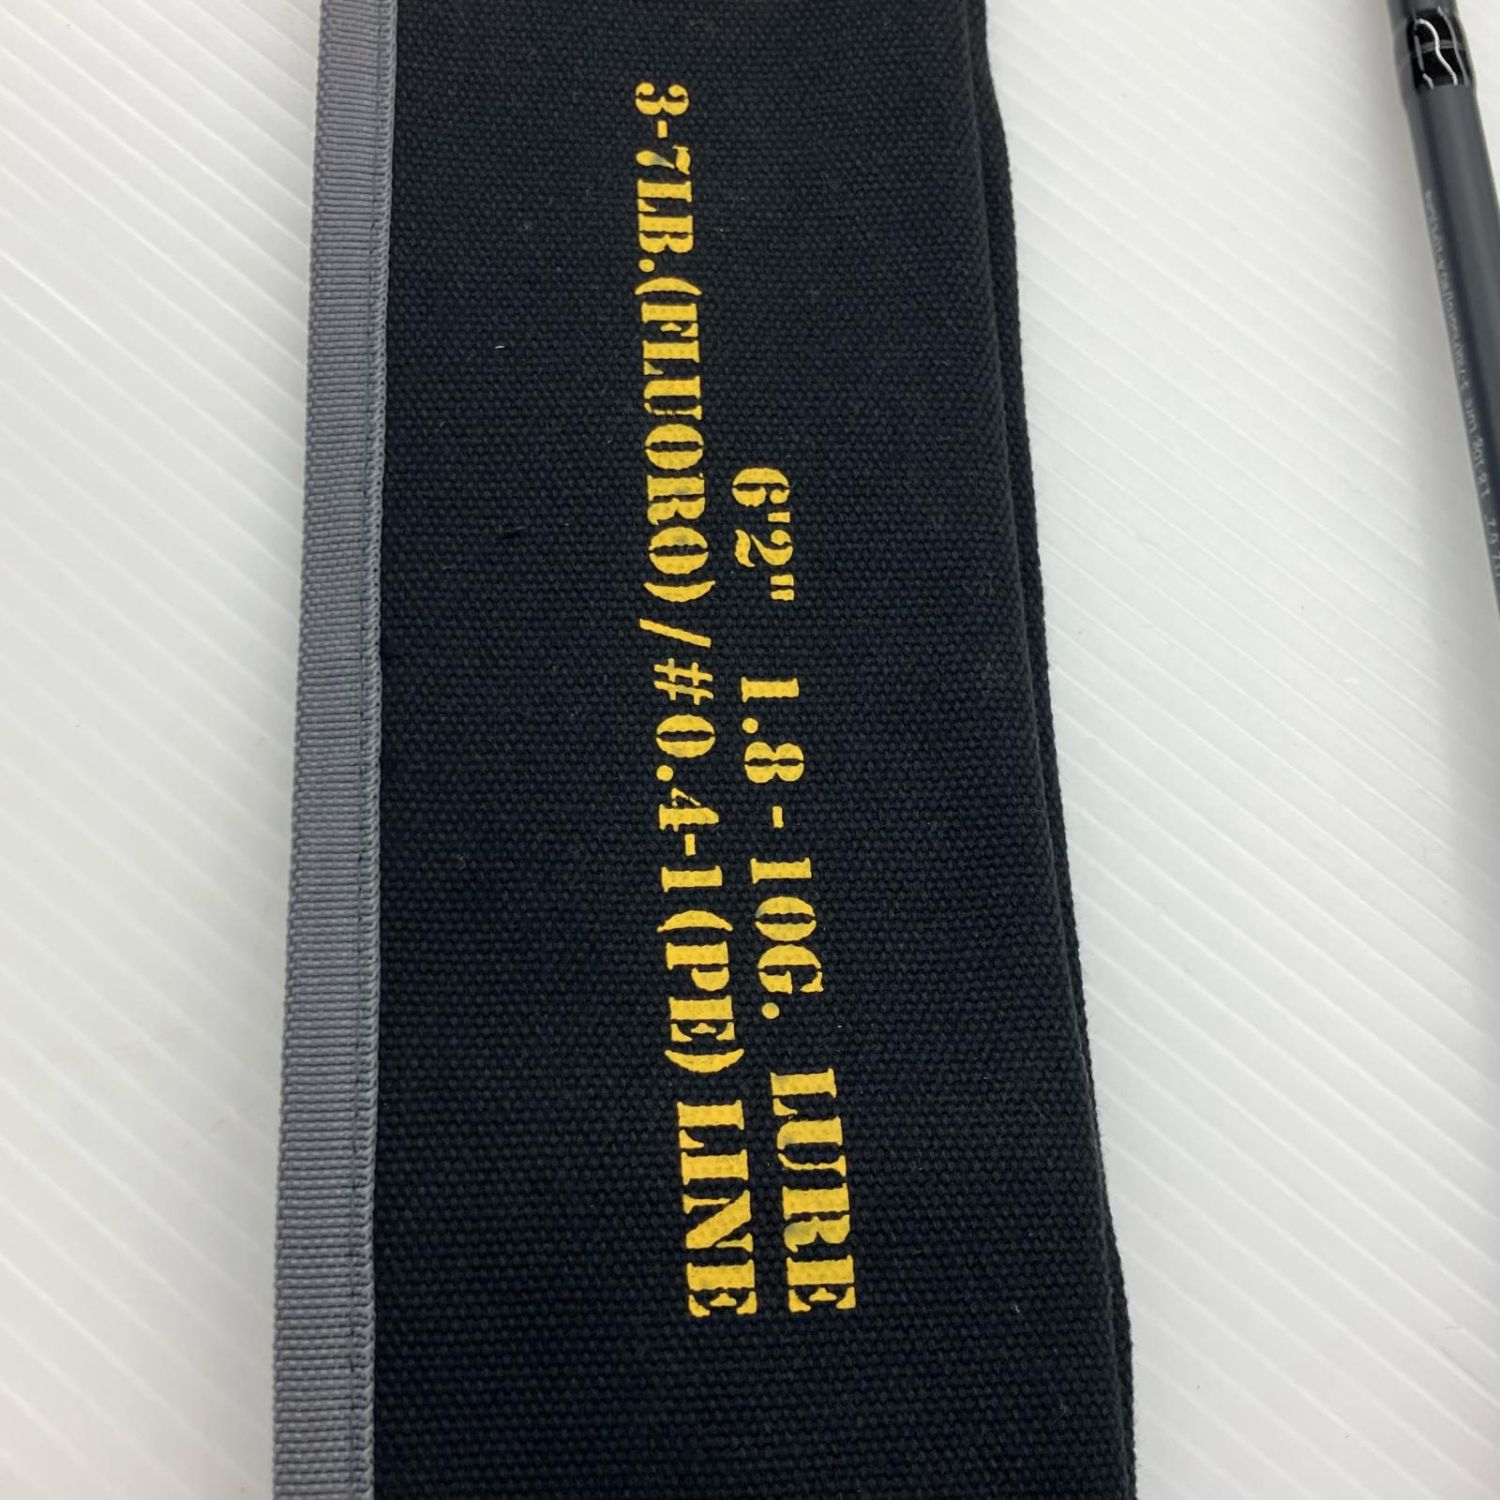 6'2" 1.8 - 10G. LURE
3-7LB.(FLUORO)/#0.4-1(PE) LINE